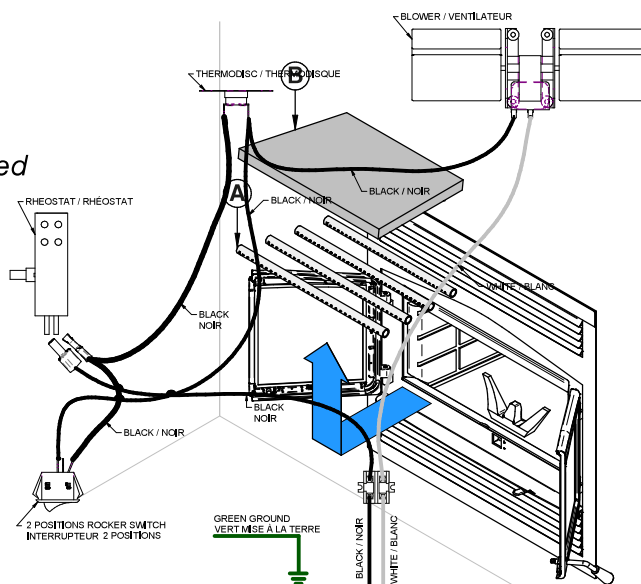 BLOWER / VENTILATEUR
THERMODISC / THERMODISQUE
B
ed
RHEOSTAT / RHÉOSTAT
BLACK / NOIR
A
BLACK / NOIR
WHITE / BLANC
BLACK
NOIR
BLACK
NOIR
BLACK / NOIR
2 POSITIONS ROCKER SWITCH
INTERRUPTEUR 2 POSITIONS
GREEN GROUND
VERT MISE À LA TERRE
BLACK / NOIR
WHITE / BLANC